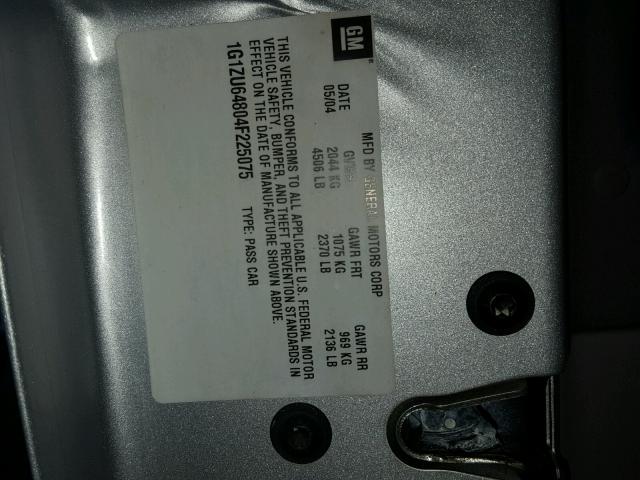 GM
MFD BY GENERAL MOTORS CORP
DATE GVWR GAWR FRT GAWR RR
05/04 2044 KG 1075 KG 969 KG
4506 LB 2370 LB 2136 LB
THIS VEHICLE CONFORMS TO ALL APPLICABLE U.S. FEDERAL MOTOR
VEHICLE SAFETY, BUMPER, AND THEFT PREVENTION STANDARDS IN
EFFECT ON THE DATE OF MANUFACTURE SHOWN ABOVE.
1G1ZU64804F225075 TYPE: PASS CAR